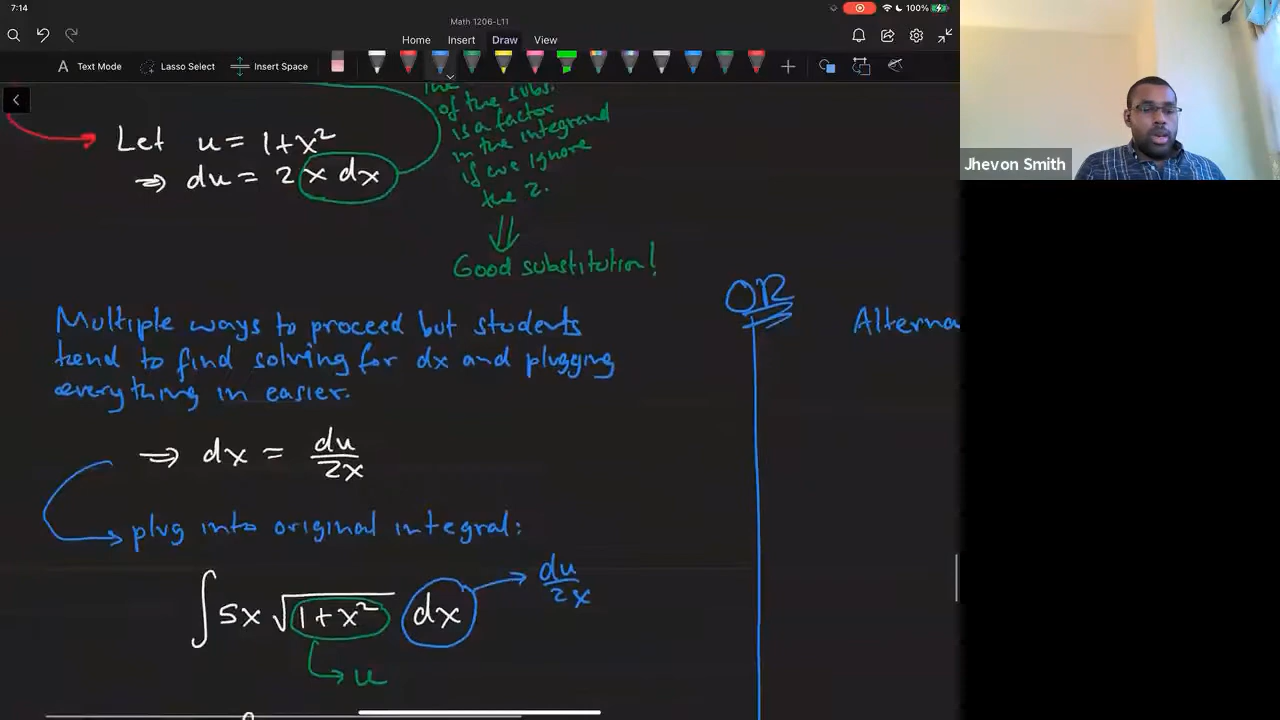 7:14
100%
Math 1206-L11
Home Insert Draw View
Text Mode Lasso Select Insert Space
Jhevon Smith
the
of the subs.
is a factor
in the integrand
if we ignore
the 2.
Let u = 1+x²
⇒ du = 2 x dx
Good substitution!
OR
Multiple ways to proceed but students
tend to find solving for dx and plugging
everything in easier.
Alterna
⇒ dx = du/2x
plug into original integral:
∫ 5x √1+x² dx → du/2x
u